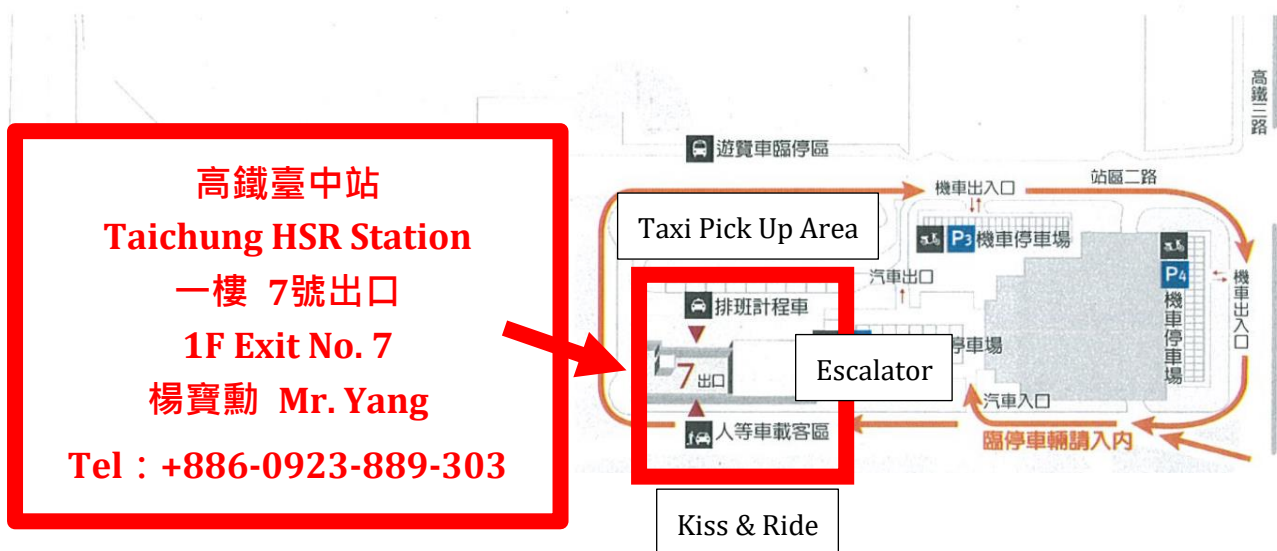 高鐵臺中站
Taichung HSR Station
一樓 7號出口
1F Exit No. 7
楊寶勳 Mr. Yang
Tel：+886-0923-889-303
高鐵三路
遊覽車臨停區
站區二路
機車出入口
Taxi Pick Up Area
P3 機車停車場
汽車出口
P4
機車停車場
機車出入口
排班計程車
停車場
Escalator
7 出口
汽車入口
人等車載客區
臨停車輛請入內
Kiss & Ride